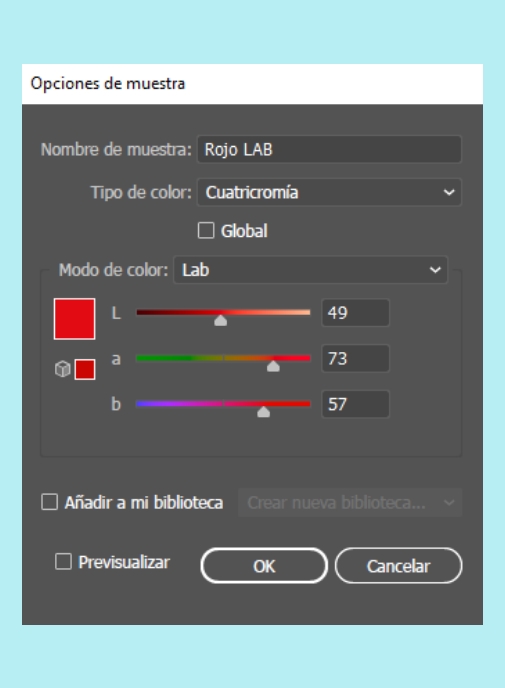 Opciones de muestra
Nombre de muestra: Rojo LAB
Tipo de color: Cuatricromía
Global
Modo de color: Lab
L 49
a 73
b 57
Añadir a mi biblioteca Crear nueva biblioteca...
Previsualizar OK Cancelar